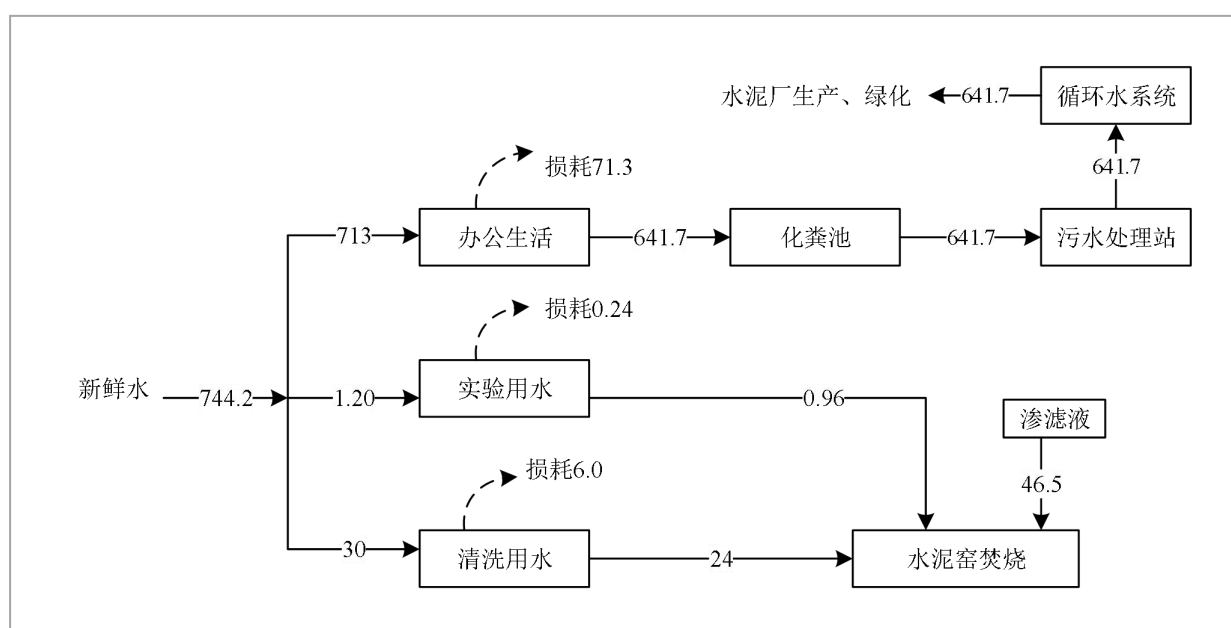 水泥厂生产、绿化
641.7
循环水系统
损耗71.3
641.7
713
办公生活
641.7
化粪池
641.7
污水处理站
损耗0.24
新鲜水
744.2
1.20
实验用水
0.96
渗滤液
损耗6.0
46.5
30
清洗用水
24
水泥窑焚烧